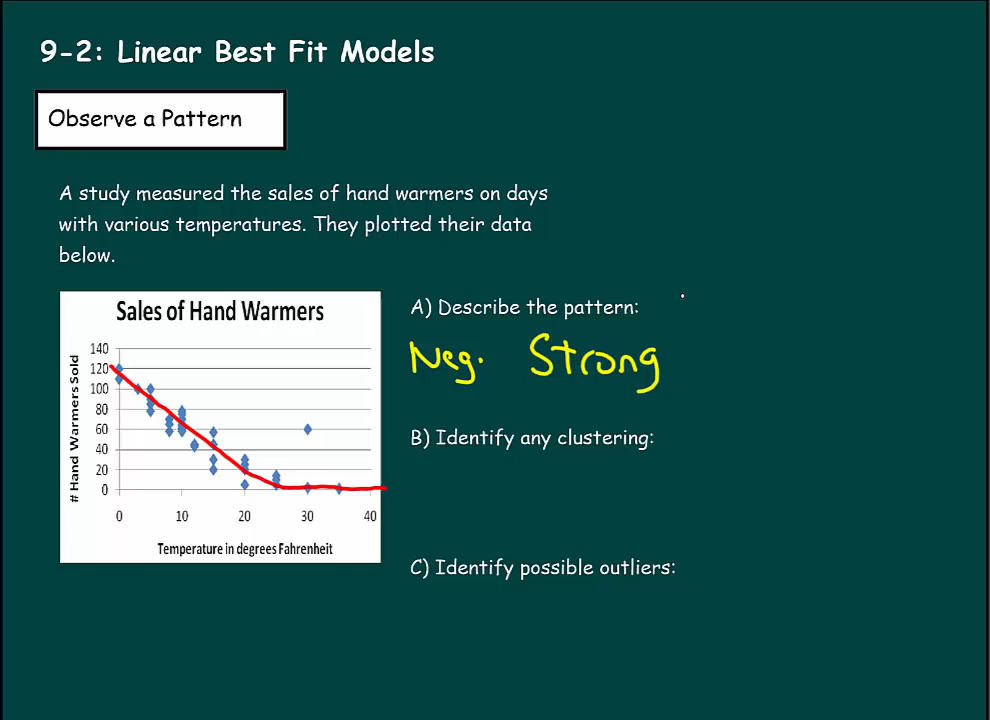 9-2: Linear Best Fit Models
Observe a Pattern
A study measured the sales of hand warmers on days
with various temperatures. They plotted their data
below.
Sales of Hand Warmers
# Hand Warmers Sold
140
120
100
80
60
40
20
0
0 10 20 30 40
Temperature in degrees Fahrenheit
A) Describe the pattern:
Neg. Strong
B) Identify any clustering:
C) Identify possible outliers: